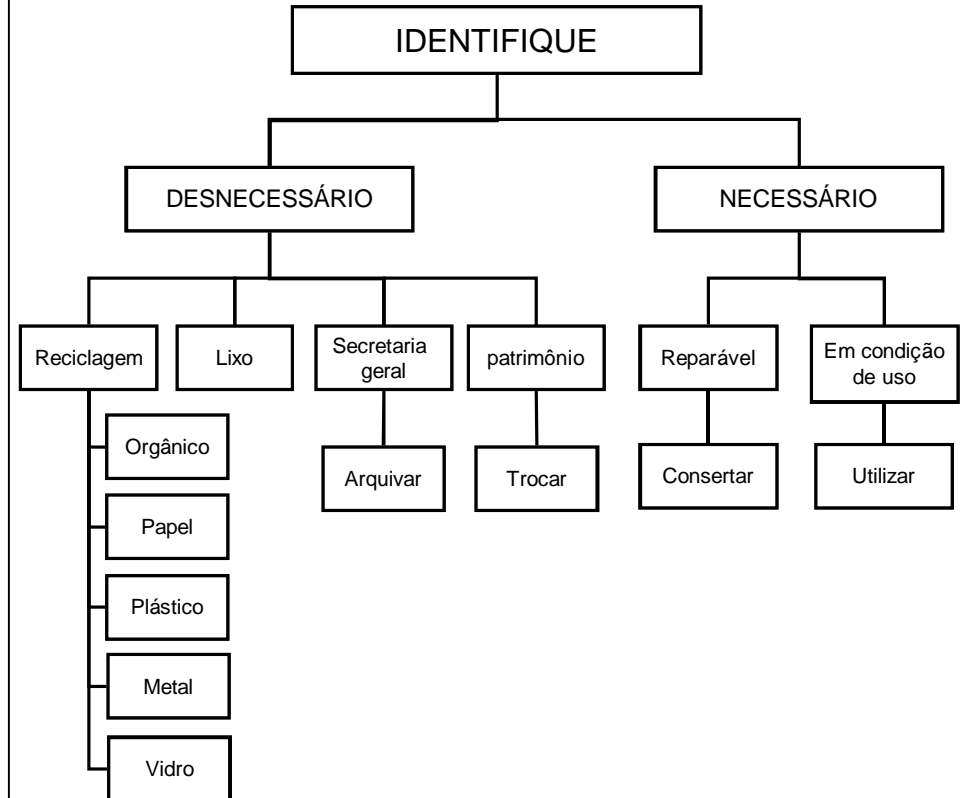 IDENTIFIQUE
DESNECESSÁRIO
NECESSÁRIO
Reciclagem
Lixo
Secretaria
geral
patrimônio
Reparável
Em condição
de uso
Orgânico
Arquivar
Trocar
Consertar
Utilizar
Papel
Plástico
Metal
Vidro